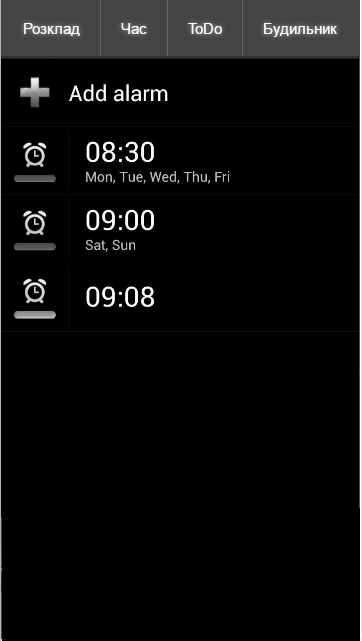 Розклад Час ToDo Будильник
Add alarm
08:30
Mon, Tue, Wed, Thu, Fri
09:00
Sat, Sun
09:08